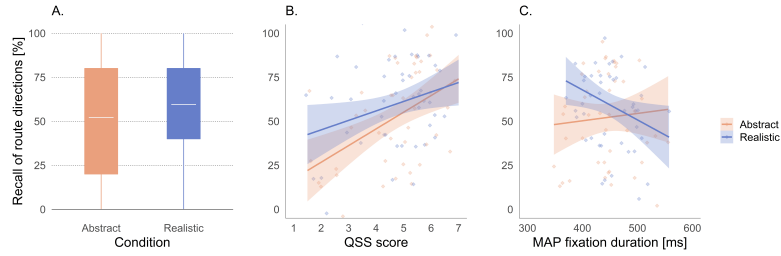 A.
B.
C.
Recall of route directions [%]
100
75
50
25
0
Abstract
Realistic
Condition
100
75
50
25
0
1
2
3
4
5
6
7
QSS score
100
75
50
25
0
300
400
500
600
MAP fixation duration [ms]
Abstract
Realistic